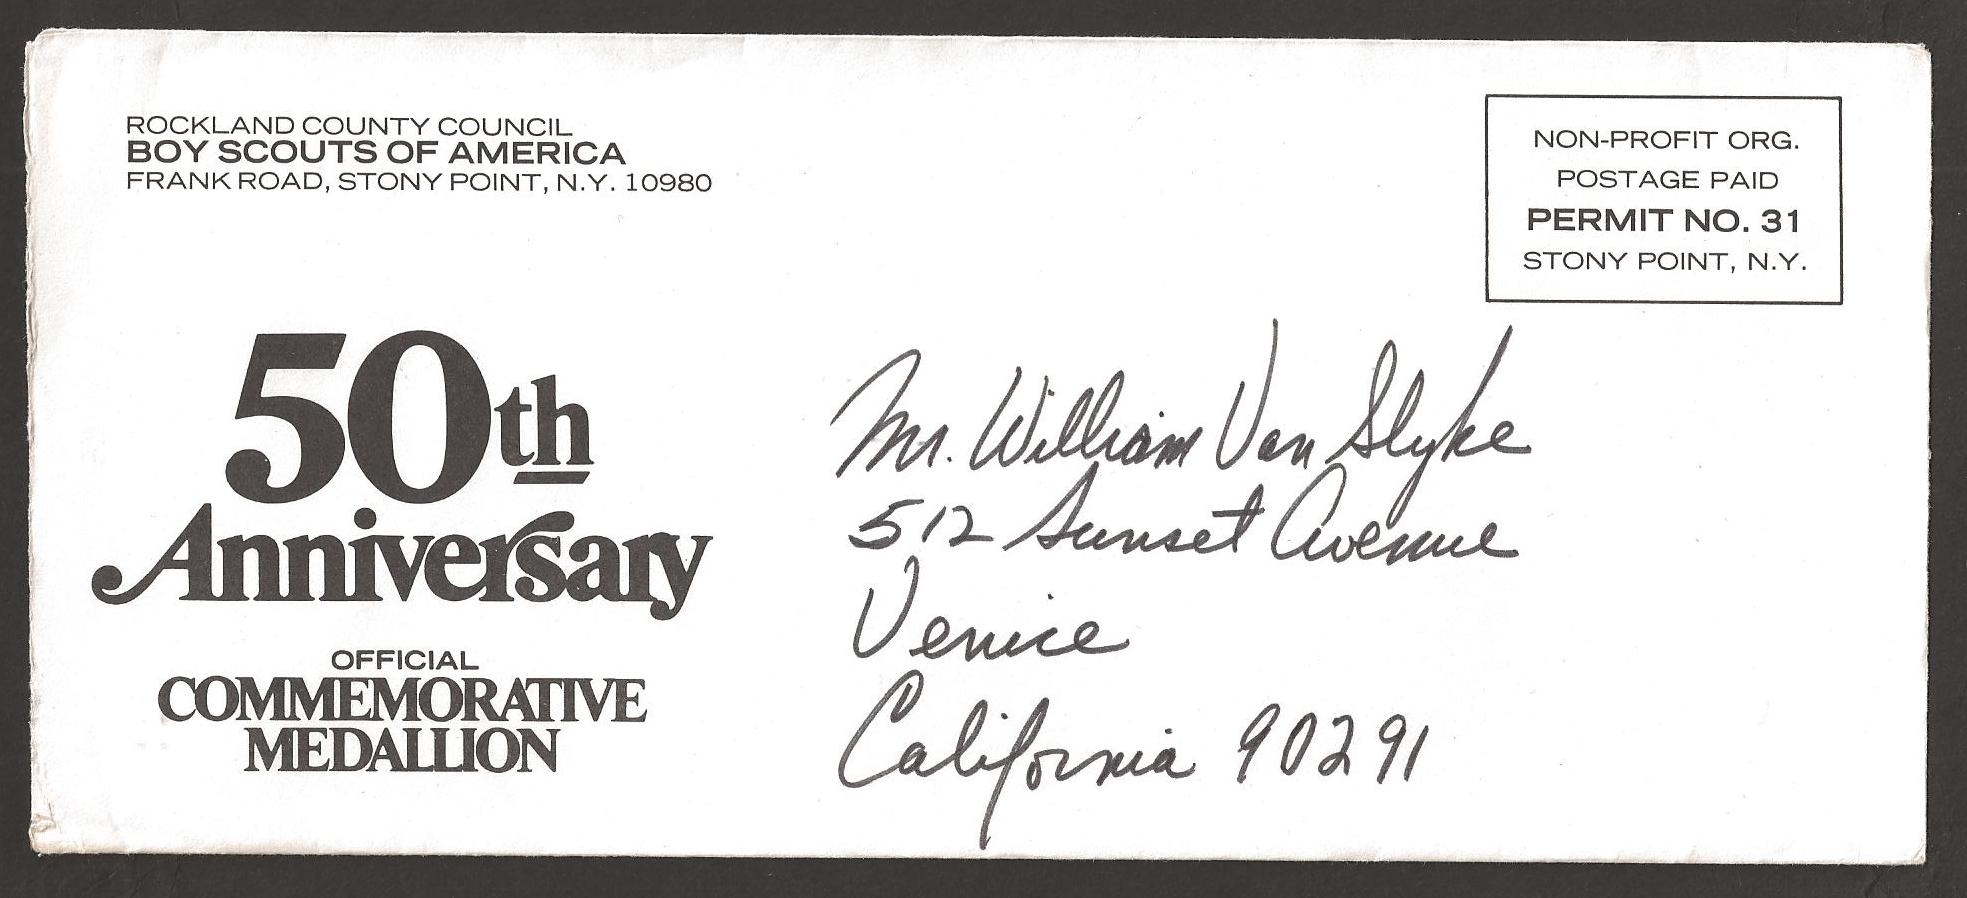 ROCKLAND COUNTY COUNCIL
BOY SCOUTS OF AMERICA
FRANK ROAD, STONY POINT, N.Y. 10980
NON-PROFIT ORG.
POSTAGE PAID
PERMIT NO. 31
STONY POINT, N.Y.
50th
Anniversary
OFFICIAL
COMMEMORATIVE
MEDALLION
Mr. William Van Slyke
512 Sunset Avenue
Venice
California 90291